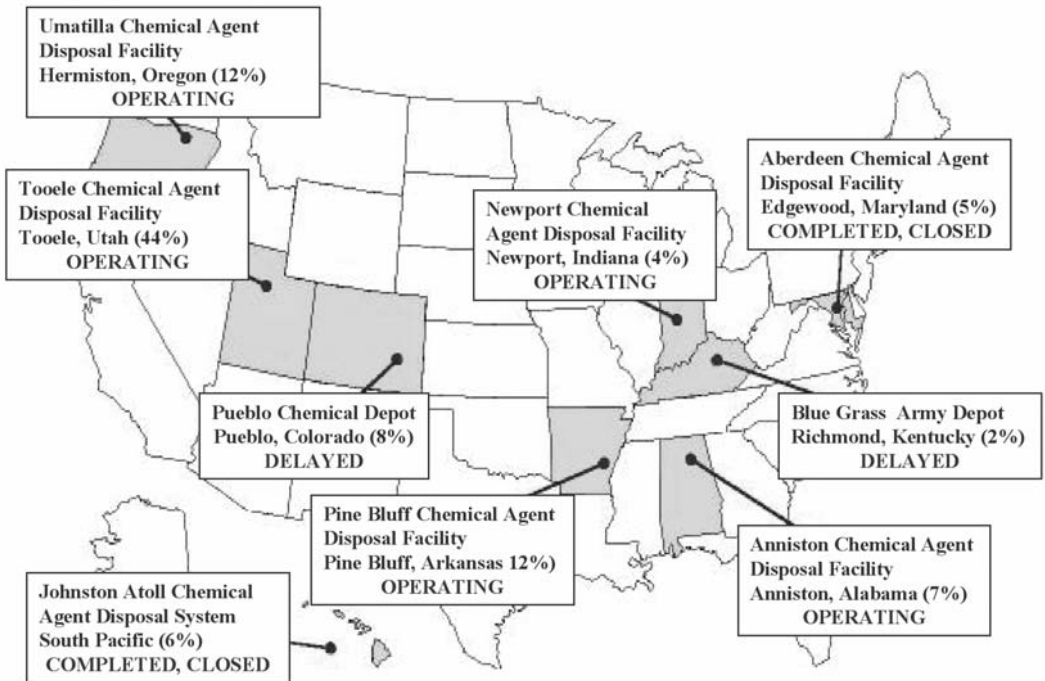 Umatilla Chemical Agent
Disposal Facility
Hermiston, Oregon (12%)
OPERATING
Tooele Chemical Agent
Disposal Facility
Tooele, Utah (44%)
OPERATING
Newport Chemical
Agent Disposal Facility
Newport, Indiana (4%)
OPERATING
Aberdeen Chemical Agent
Disposal Facility
Edgewood, Maryland (5%)
COMPLETED, CLOSED
Pueblo Chemical Depot
Pueblo, Colorado (8%)
DELAYED
Blue Grass Army Depot
Richmond, Kentucky (2%)
DELAYED
Pine Bluff Chemical Agent
Disposal Facility
Pine Bluff, Arkansas 12%)
OPERATING
Anniston Chemical Agent
Disposal Facility
Anniston, Alabama (7%)
OPERATING
Johnston Atoll Chemical
Agent Disposal System
South Pacific (6%)
COMPLETED, CLOSED